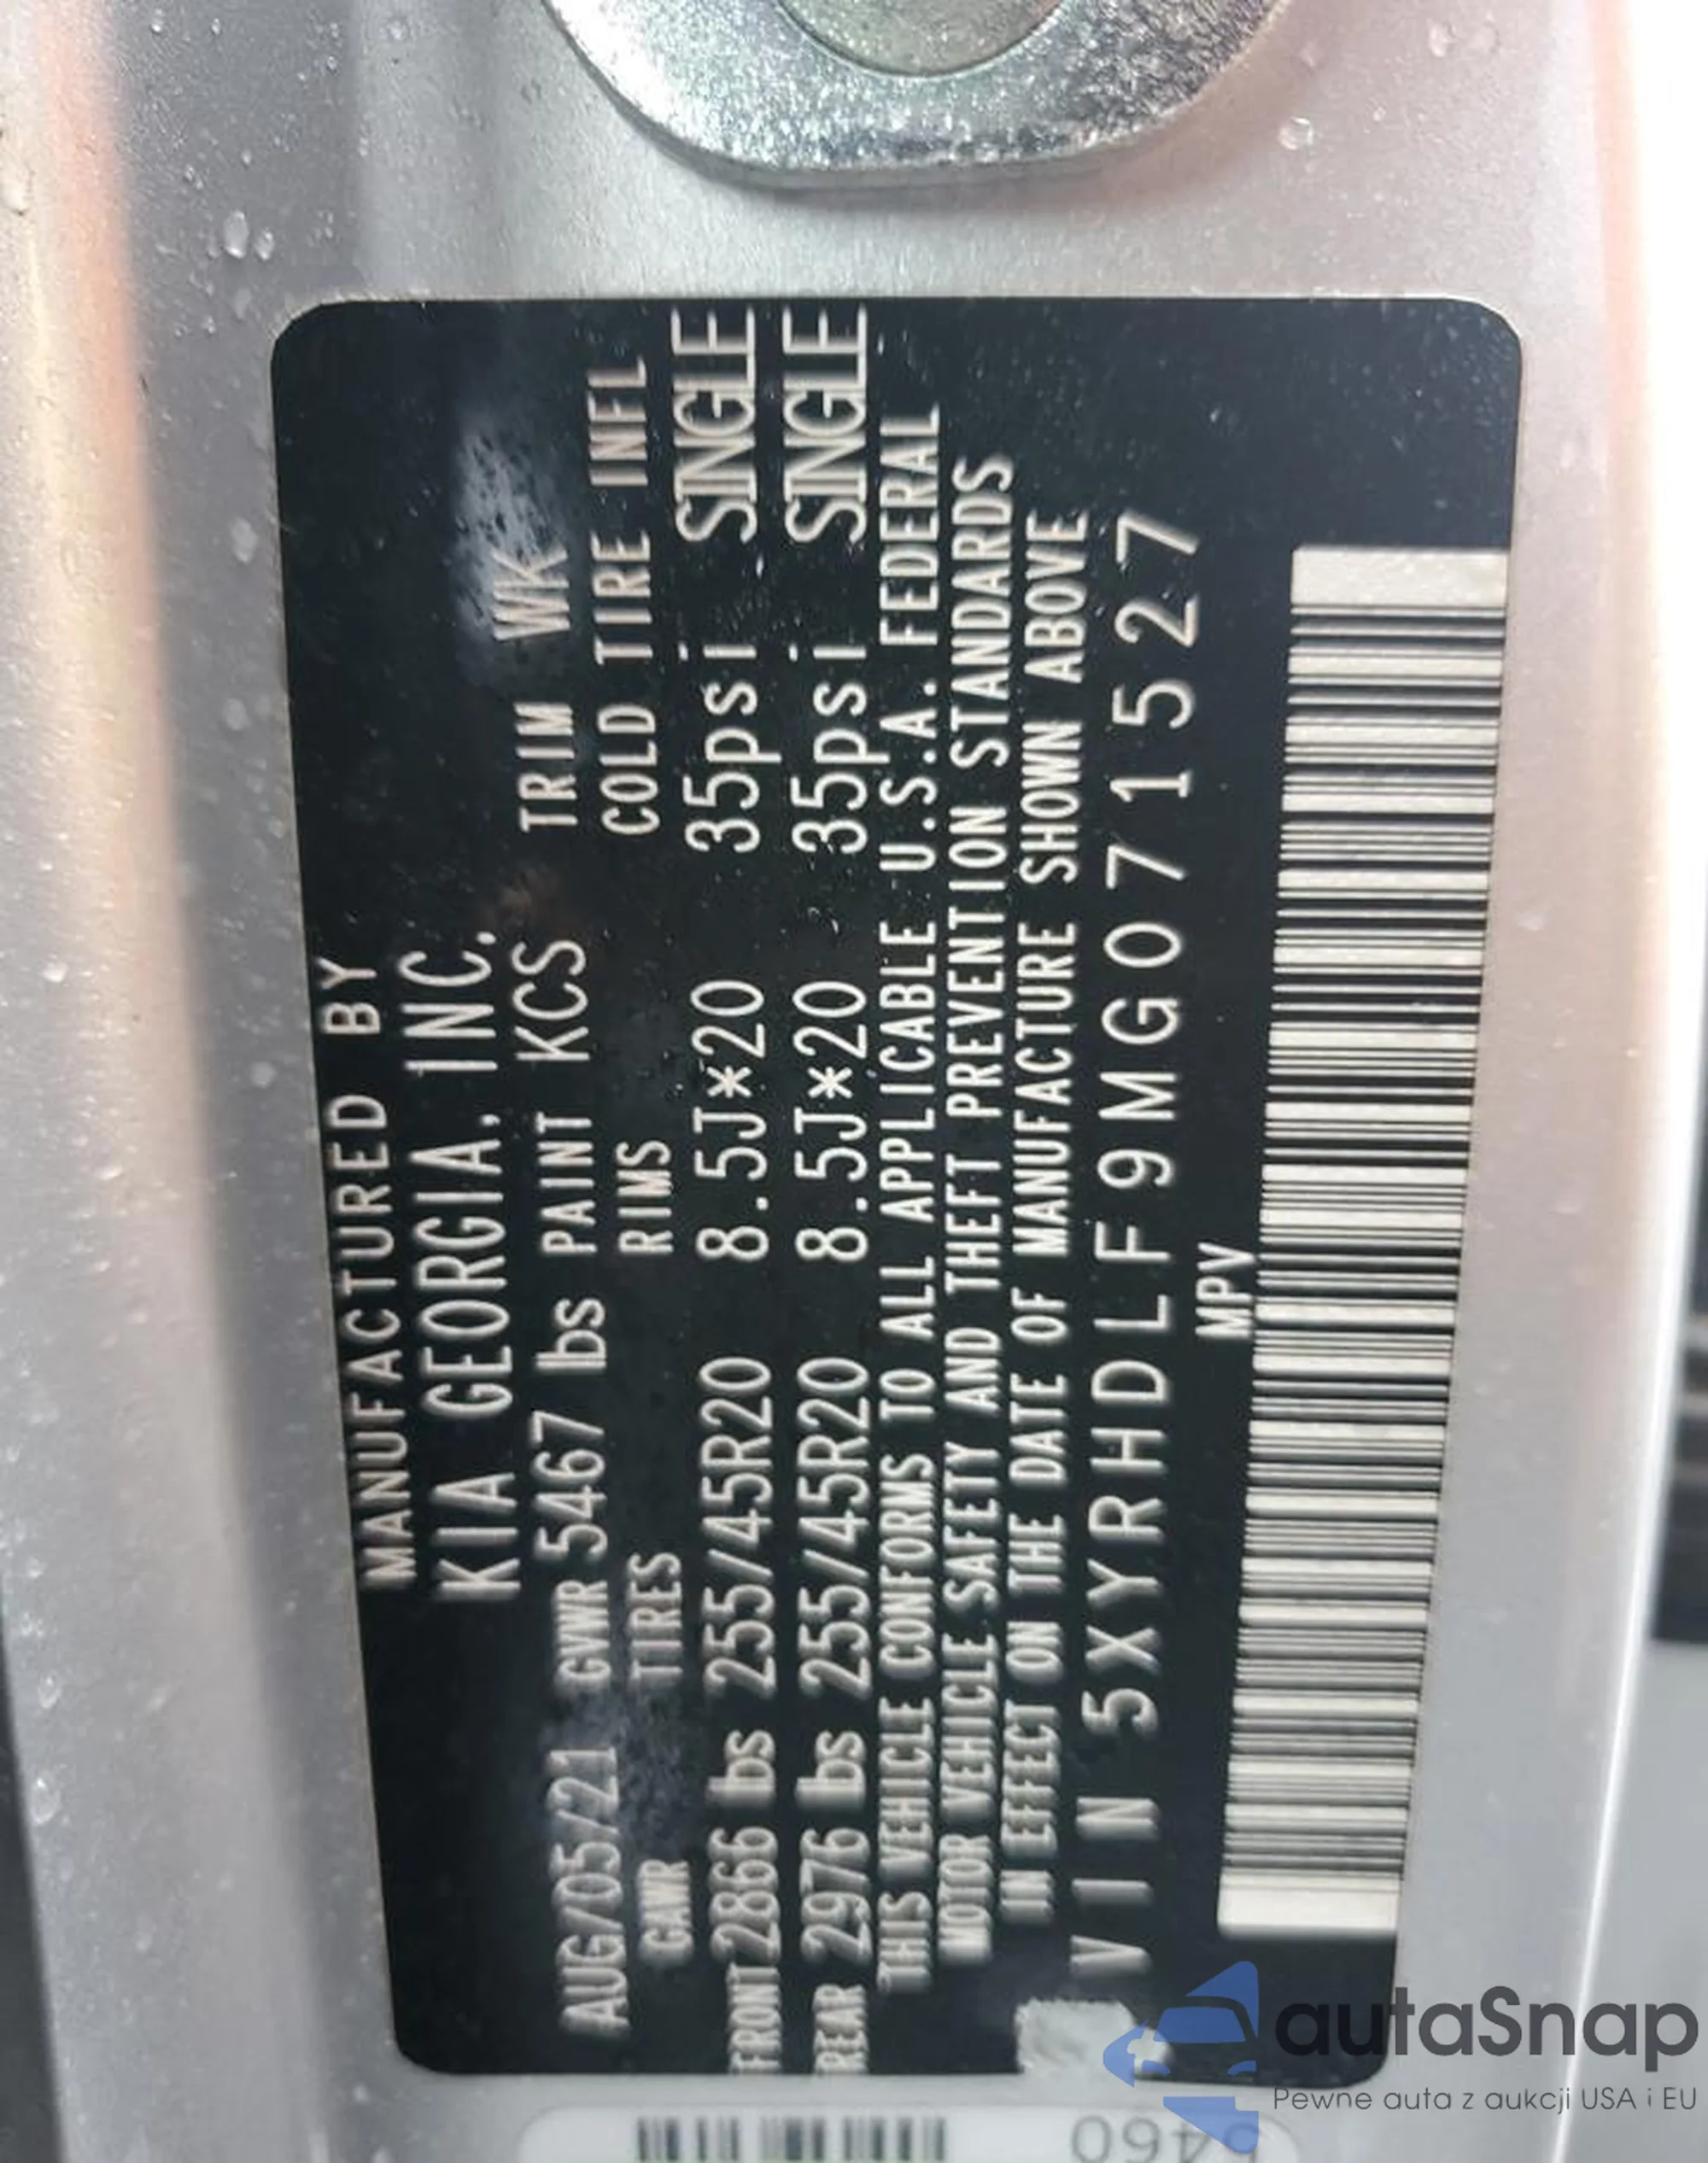 MANUFACTURED BY
KIA GEORGIA, INC.
AUG/05/21 GVWR 5467 lbs PAINT KCS TRIM WK
GAWR TIRES RIMS COLD TIRE INFL
FRONT 2866 lbs 255/45R20 8.5J*20 35psi SINGLE
REAR 2976 lbs 255/45R20 8.5J*20 35psi SINGLE
THIS VEHICLE CONFORMS TO ALL APPLICABLE U.S.A. FEDERAL
MOTOR VEHICLE SAFETY AND THEFT PREVENTION STANDARDS
IN EFFECT ON THE DATE OF MANUFACTURE SHOWN ABOVE
VIN 5XYRHDLF9MG071527
MPV
autaSnap
Pewne auta z aukcji USA i EU